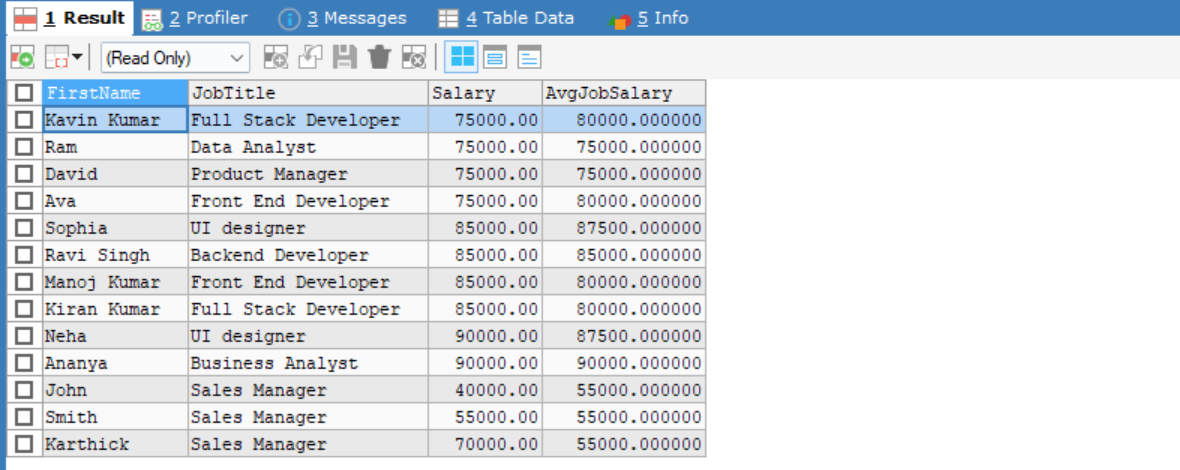 1 Result 2 Profiler 3 Messages 4 Table Data 5 Info
(Read Only)
FirstName JobTitle Salary AvgJobSalary
Kavin Kumar Full Stack Developer 75000.00 80000.000000
Ram Data Analyst 75000.00 75000.000000
David Product Manager 75000.00 75000.000000
Ava Front End Developer 75000.00 80000.000000
Sophia UI designer 85000.00 87500.000000
Ravi Singh Backend Developer 85000.00 85000.000000
Manoj Kumar Front End Developer 85000.00 80000.000000
Kiran Kumar Full Stack Developer 85000.00 80000.000000
Neha UI designer 90000.00 87500.000000
Ananya Business Analyst 90000.00 90000.000000
John Sales Manager 40000.00 55000.000000
Smith Sales Manager 55000.00 55000.000000
Karthick Sales Manager 70000.00 55000.000000